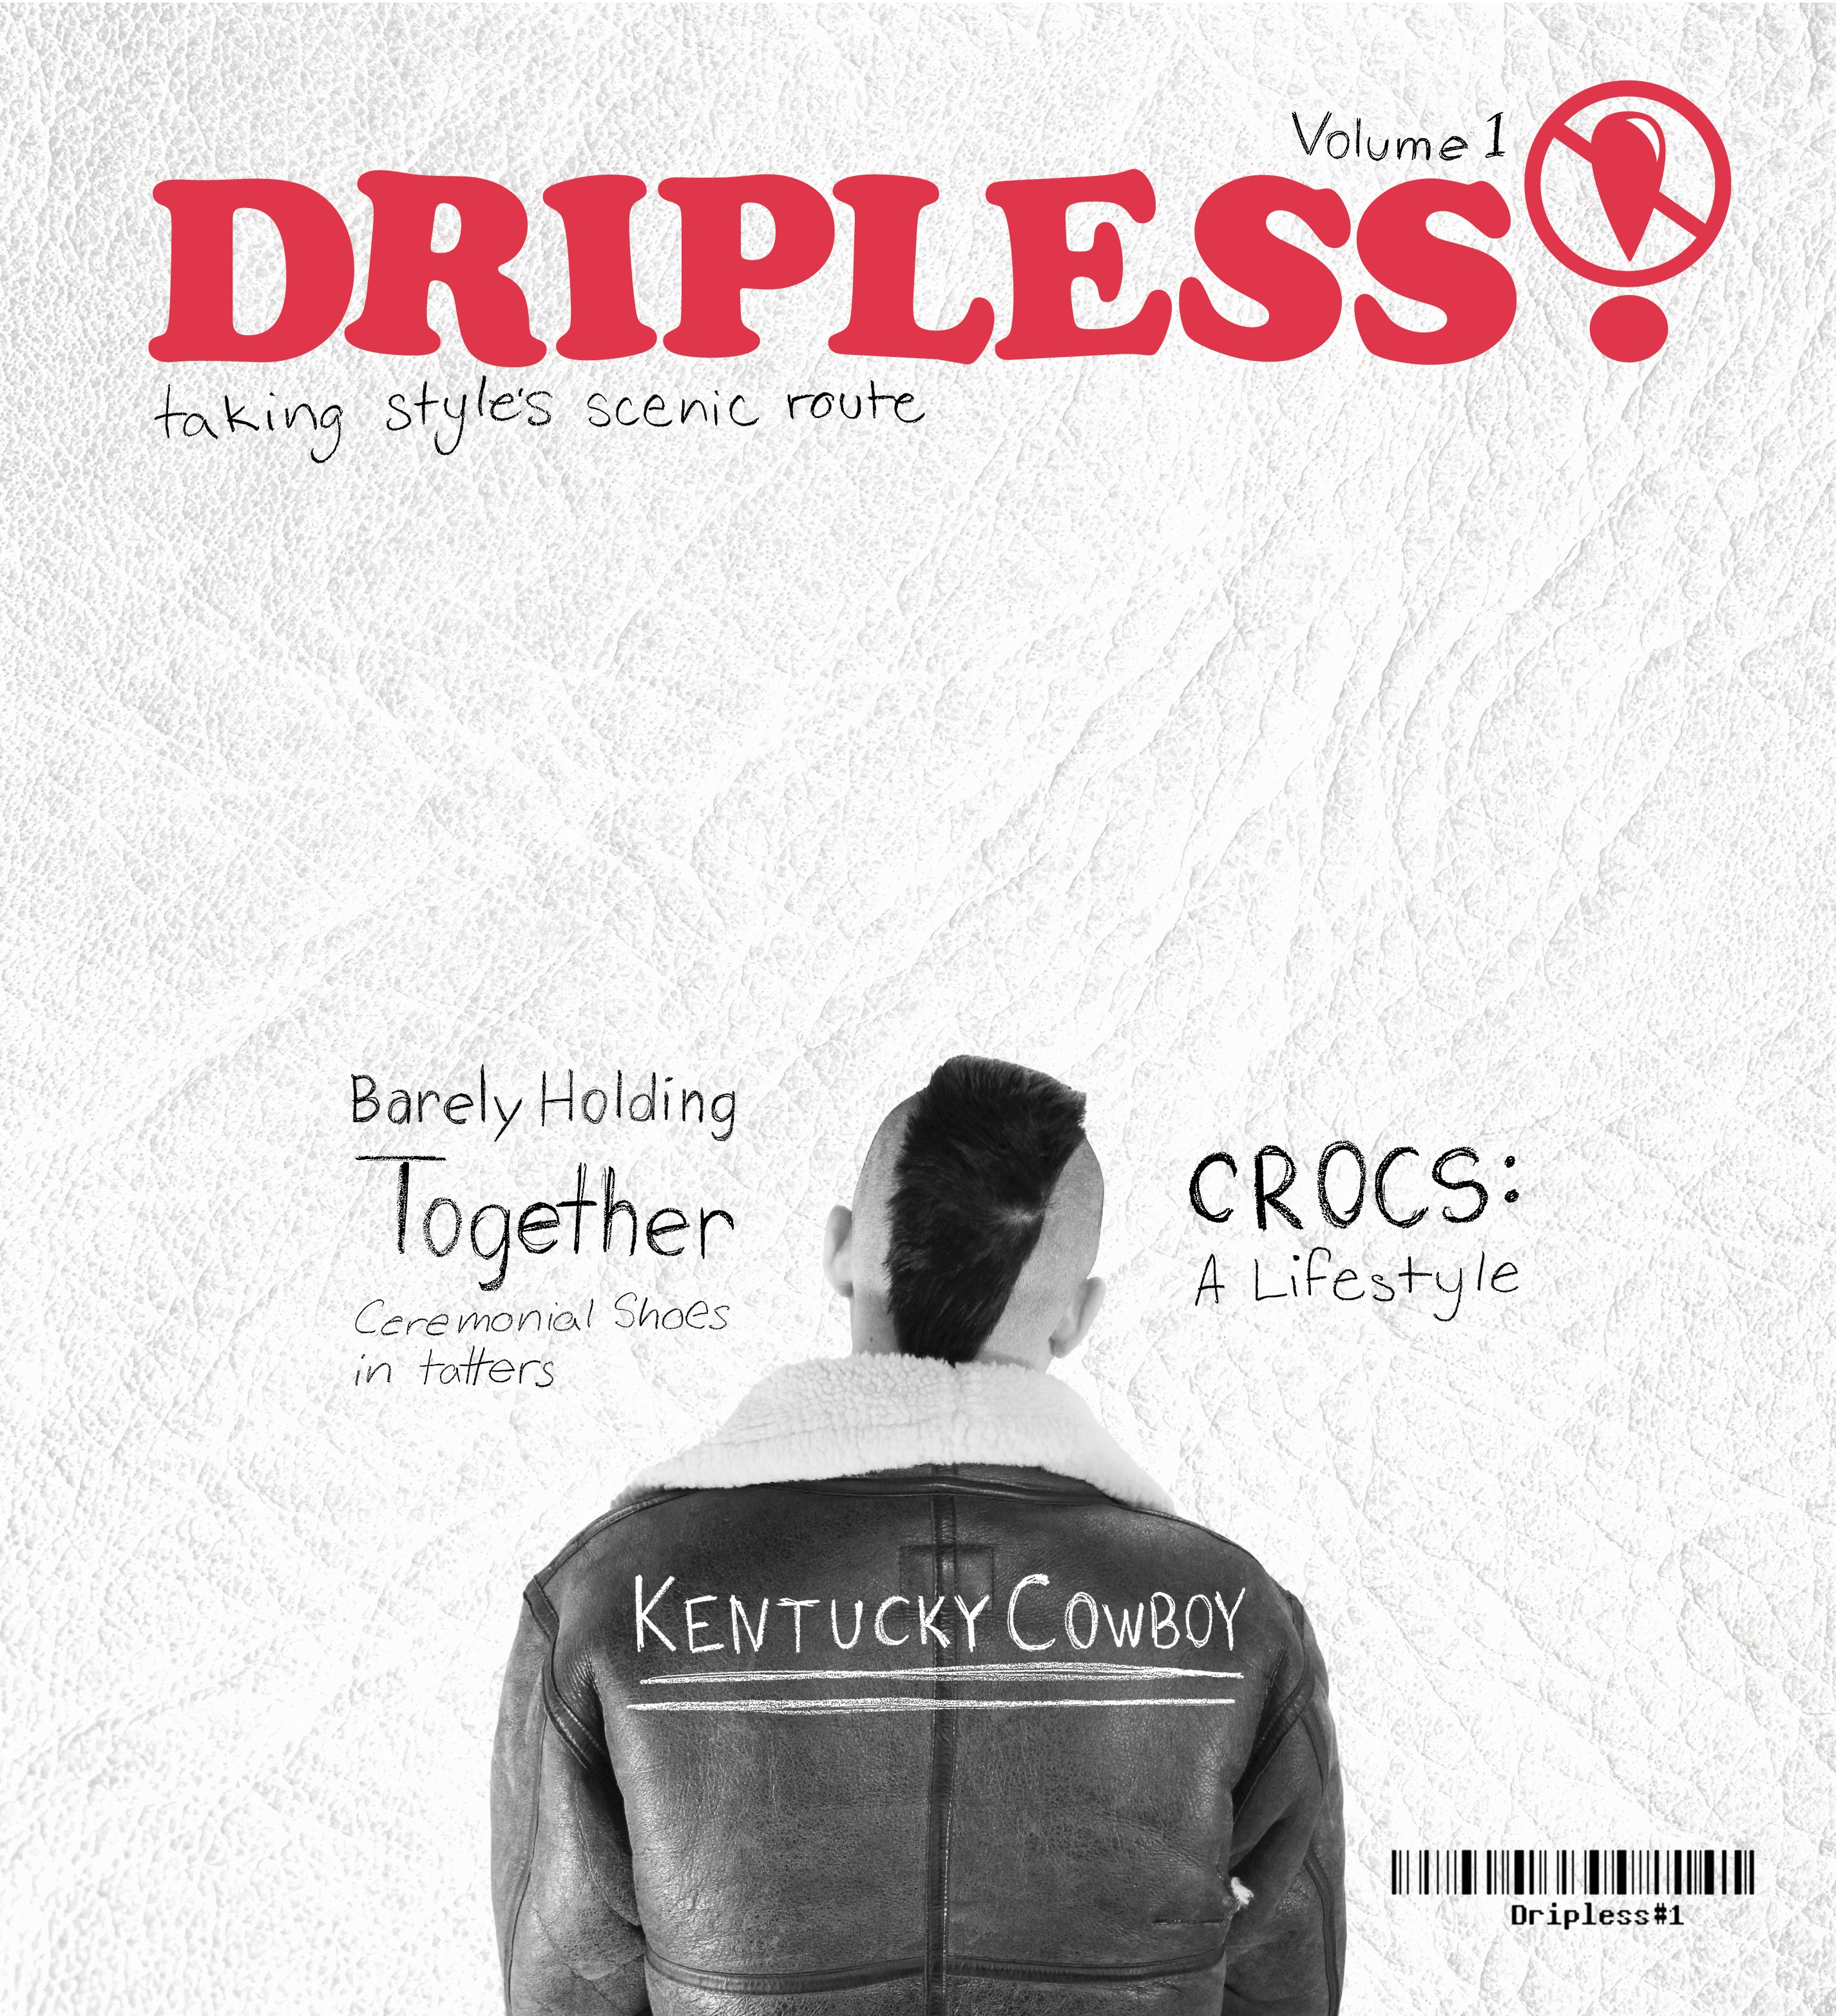 Volume 1
DRIPLESS!
taking style's scenic route
Barely Holding
Together
Ceremonial Shoes
in tatters
CROCS:
A Lifestyle
KENTUCKY COWBOY
Dripless#1